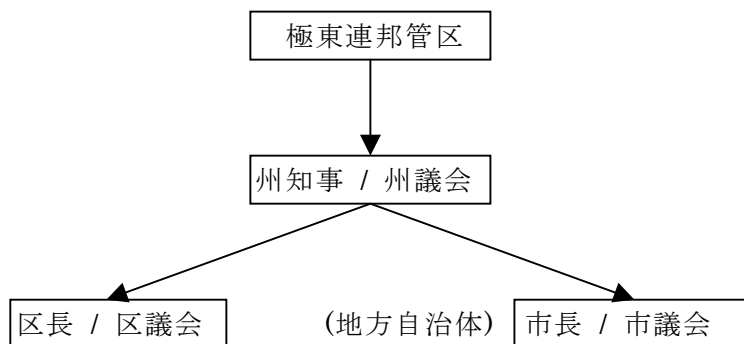 極東連邦管区
州知事 / 州議会
区長 / 区議会 (地方自治体) 市長 / 市議会